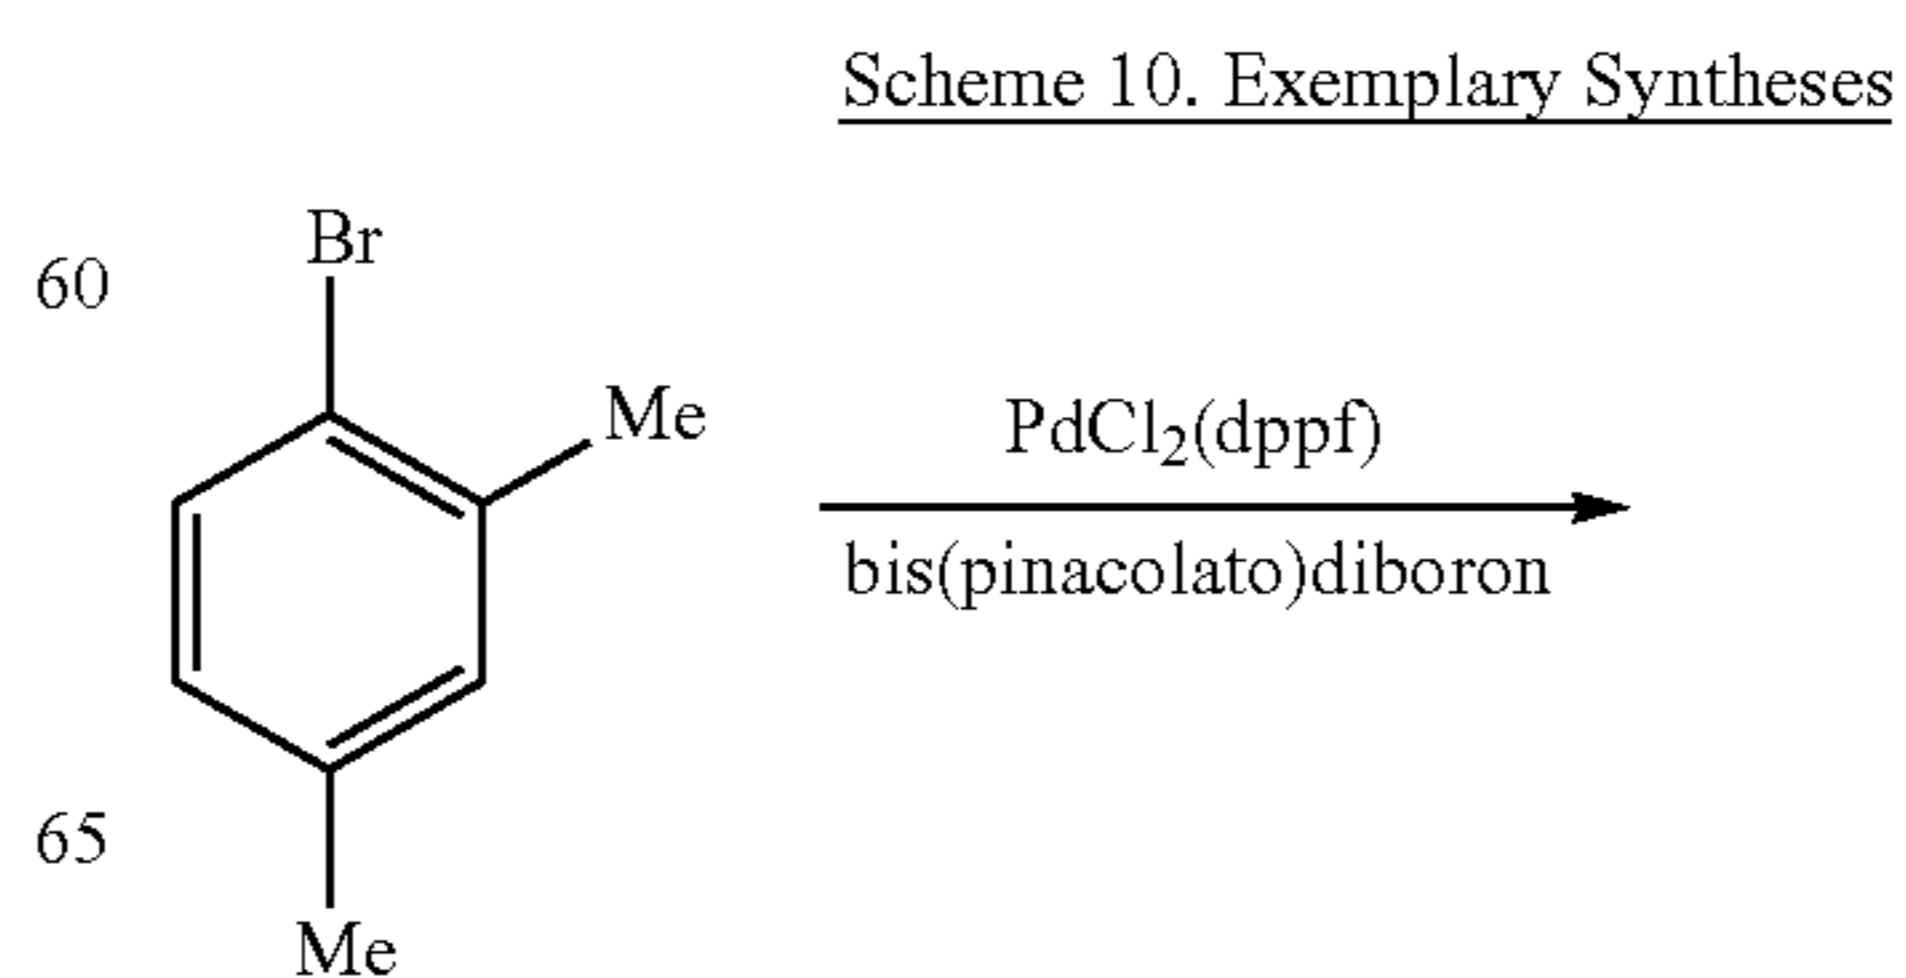 Scheme 10. Exemplary Syntheses
Br
60
Me
PdCl₂(dppf)
bis(pinacolato)diboron
65
Me